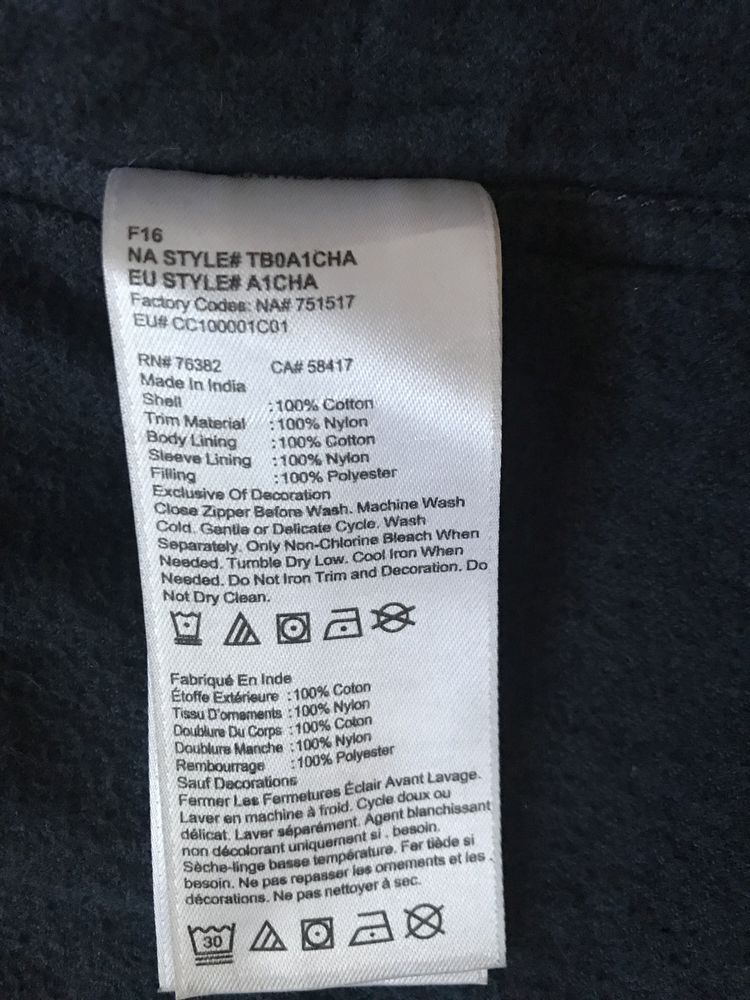 F16
NA STYLE# TB0A1CHA
EU STYLE# A1CHA
Factory Codes: NA# 751517
EU# CC100001C01
RN# 76382 CA# 58417
Made In India
Shell :100% Cotton
Trim Material :100% Nylon
Body Lining :100% Cotton
Sleeve Lining :100% Nylon
Filling :100% Polyester
Exclusive Of Decoration
Close Zipper Before Wash. Machine Wash
Cold. Gentle or Delicate Cycle. Wash
Separately. Only Non-Chlorine Bleach When
Needed. Tumble Dry Low. Cool Iron When
Needed. Do Not Iron Trim and Decoration. Do
Not Dry Clean.
Fabriqué En Inde
Étoffe Extérieure :100% Coton
Tissu D'ornements :100% Nylon
Doublure Du Corps :100% Coton
Doublure Manche :100% Nylon
Rembourrage :100% Polyester
Sauf Decorations
Fermer Les Fermetures Éclair Avant Lavage.
Laver en machine à froid. Cycle doux ou
délicat. Laver séparément. Agent blanchissant
non décolorant uniquement si . besoin.
Sèche-linge basse température. Fer tiède si
besoin. Ne pas repasser les ornements et les .
décorations. Ne pas nettoyer à sec.
30